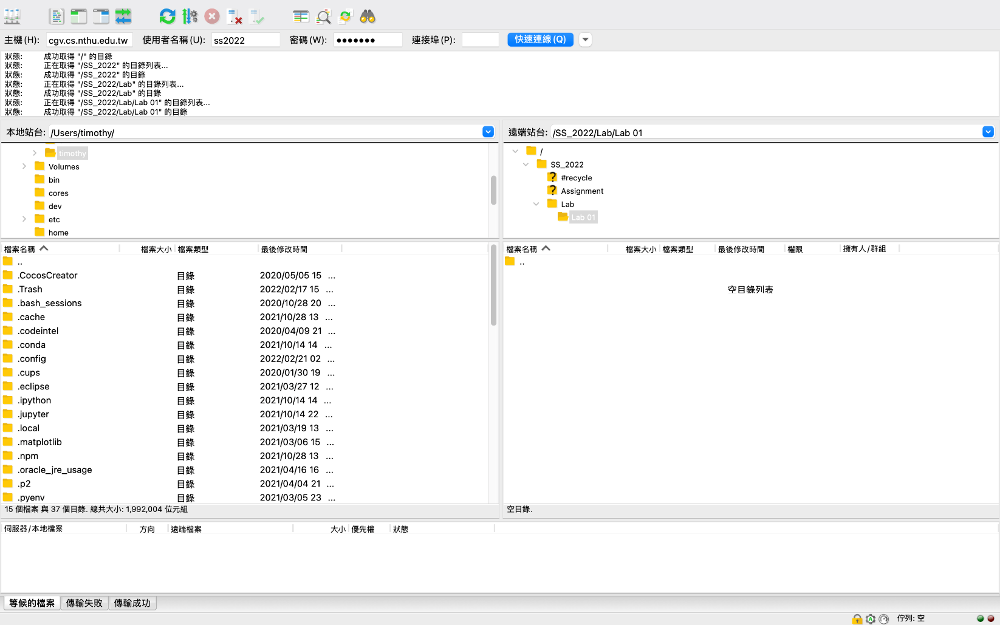 主機(H): cgv.cs.nthu.edu.tw 使用者名稱(U): ss2022 密碼(W): ●●●●●●● 連接埠(P): 快速連線(Q)
狀態: 成功取得 "/" 的目錄
狀態: 正在取得 "/SS_2022" 的目錄列表...
狀態: 成功取得 "/SS_2022" 的目錄
狀態: 正在取得 "/SS_2022/Lab" 的目錄列表...
狀態: 成功取得 "/SS_2022/Lab" 的目錄
狀態: 正在取得 "/SS_2022/Lab/Lab 01" 的目錄列表...
狀態: 成功取得 "/SS_2022/Lab/Lab 01" 的目錄
本地站台: /Users/timothy/
timothy
Volumes
bin
cores
dev
etc
home
檔案名稱 檔案大小 檔案類型 最後修改時間
..
.CocosCreator 目錄 2020/05/05 15 ...
.Trash 目錄 2022/02/17 15 ...
.bash_sessions 目錄 2020/10/28 20 ...
.cache 目錄 2021/10/28 13 ...
.codeintel 目錄 2020/04/09 21 ...
.conda 目錄 2021/10/14 14 ...
.config 目錄 2022/02/21 02 ...
.cups 目錄 2020/01/30 19 ...
.eclipse 目錄 2021/03/27 12 ...
.ipython 目錄 2021/10/14 14 ...
.jupyter 目錄 2021/10/14 22 ...
.local 目錄 2021/03/19 13 ...
.matplotlib 目錄 2021/03/06 15 ...
.npm 目錄 2021/10/28 13 ...
.oracle_jre_usage 目錄 2021/04/16 16 ...
.p2 目錄 2021/04/04 21 ...
.pyenv 目錄 2021/03/05 23 ...
15 個檔案 與 37 個目錄. 總共大小: 1,992,004 位元組
遠端站台: /SS_2022/Lab/Lab 01
/
SS_2022
#recycle
Assignment
Lab
Lab 01
檔案名稱 檔案大小 檔案類型 最後修改時間 權限 擁有人/群組
..
空目錄列表
空目錄.
伺服器/本地檔案 方向 遠端檔案 大小 優先權 狀態
等候的檔案 傳輸失敗 傳輸成功
佇列: 空